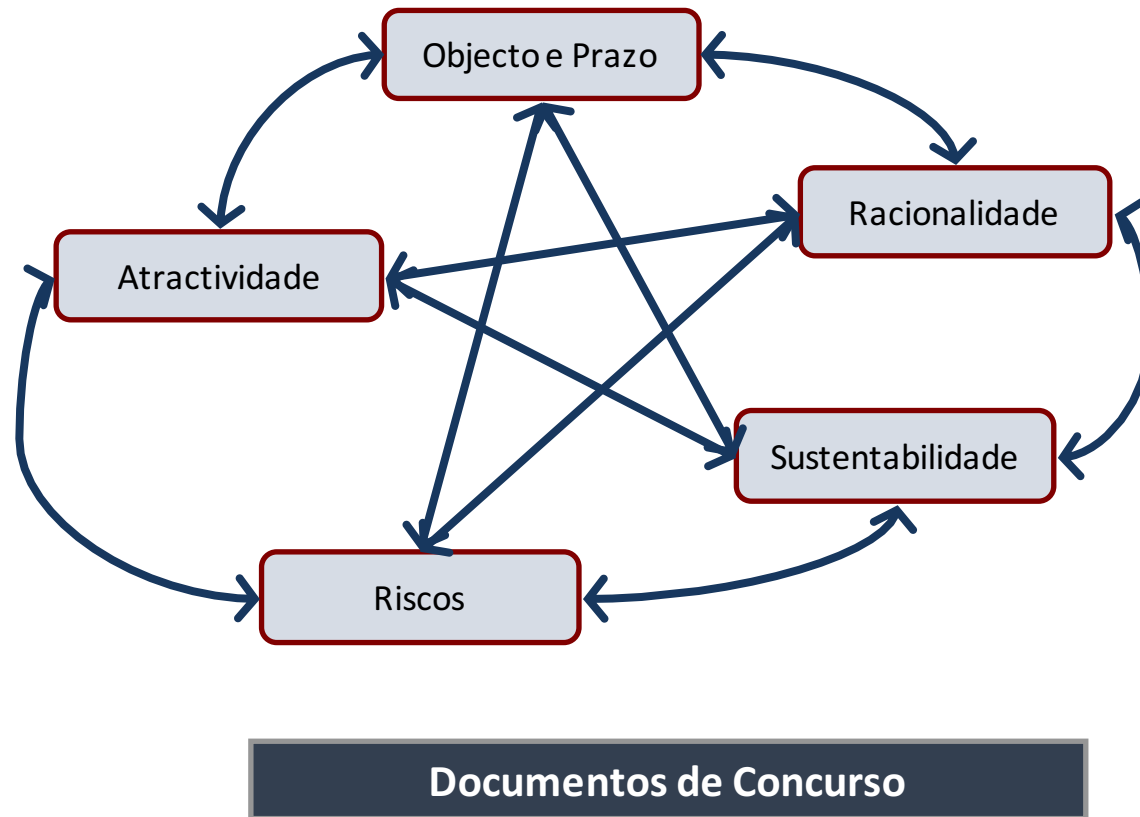 Objecto e Prazo
Racionalidade
Atractividade
Sustentabilidade
Riscos
Documentos de Concurso